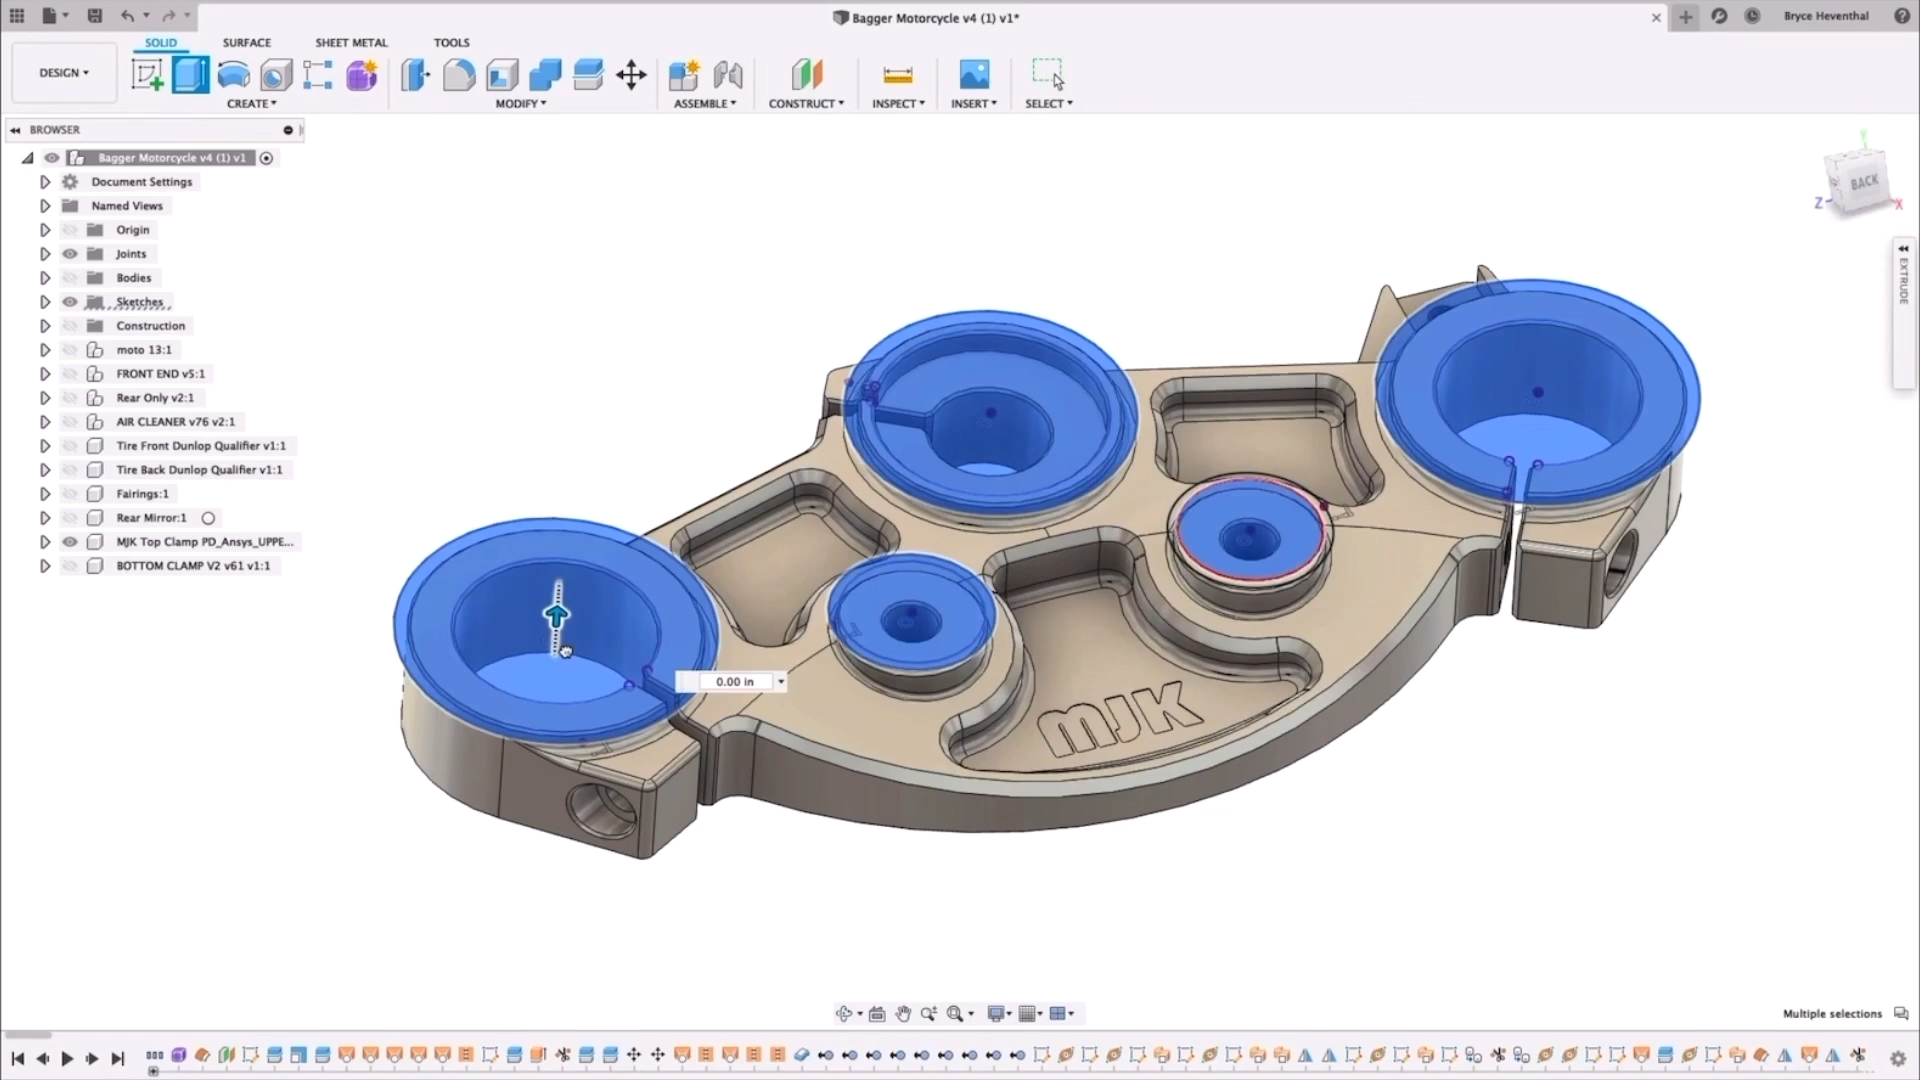 Bagger Motorcycle v4 (1) v1*
Bryce Heventhal
DESIGN
SOLID SURFACE SHEET METAL TOOLS
CREATE MODIFY ASSEMBLE CONSTRUCT INSPECT INSERT SELECT
BROWSER
Bagger Motorcycle v4 (1) v1
Document Settings
Named Views
Origin
Joints
Bodies
Sketches
Construction
moto 13:1
FRONT END v5:1
Rear Only v2:1
AIR CLEANER v76 v2:1
Tire Front Dunlop Qualifier v1:1
Tire Back Dunlop Qualifier v1:1
Fairings:1
Rear Mirror:1
MJK Top Clamp PD_Ansys_UPPE...
BOTTOM CLAMP V2 v61 v1:1
Y
BACK
Z X
EXTRUDE
0.00 in
MJK
Multiple selections